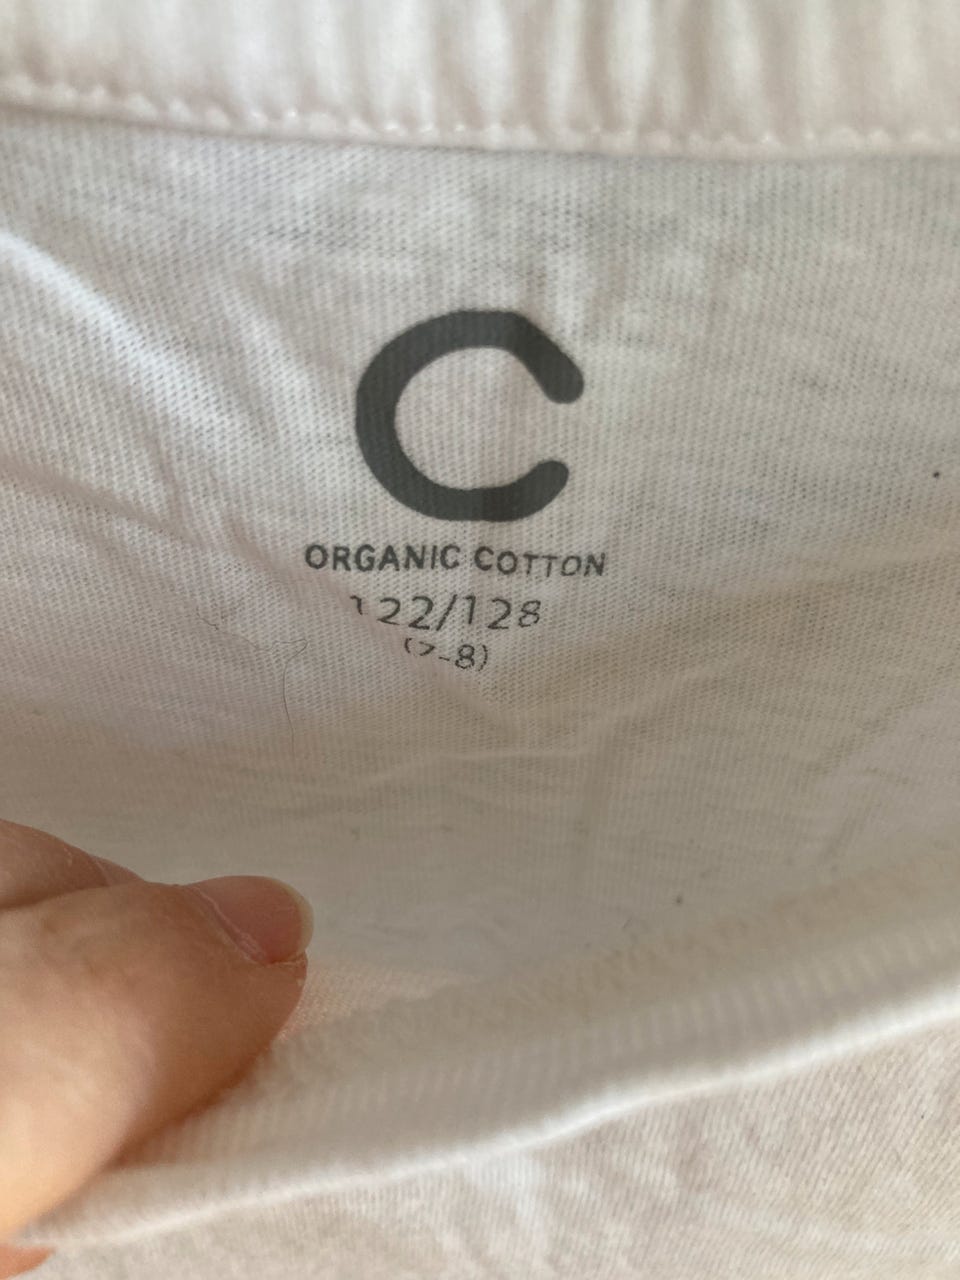 C
ORGANIC COTTON
122/128
(7-8)